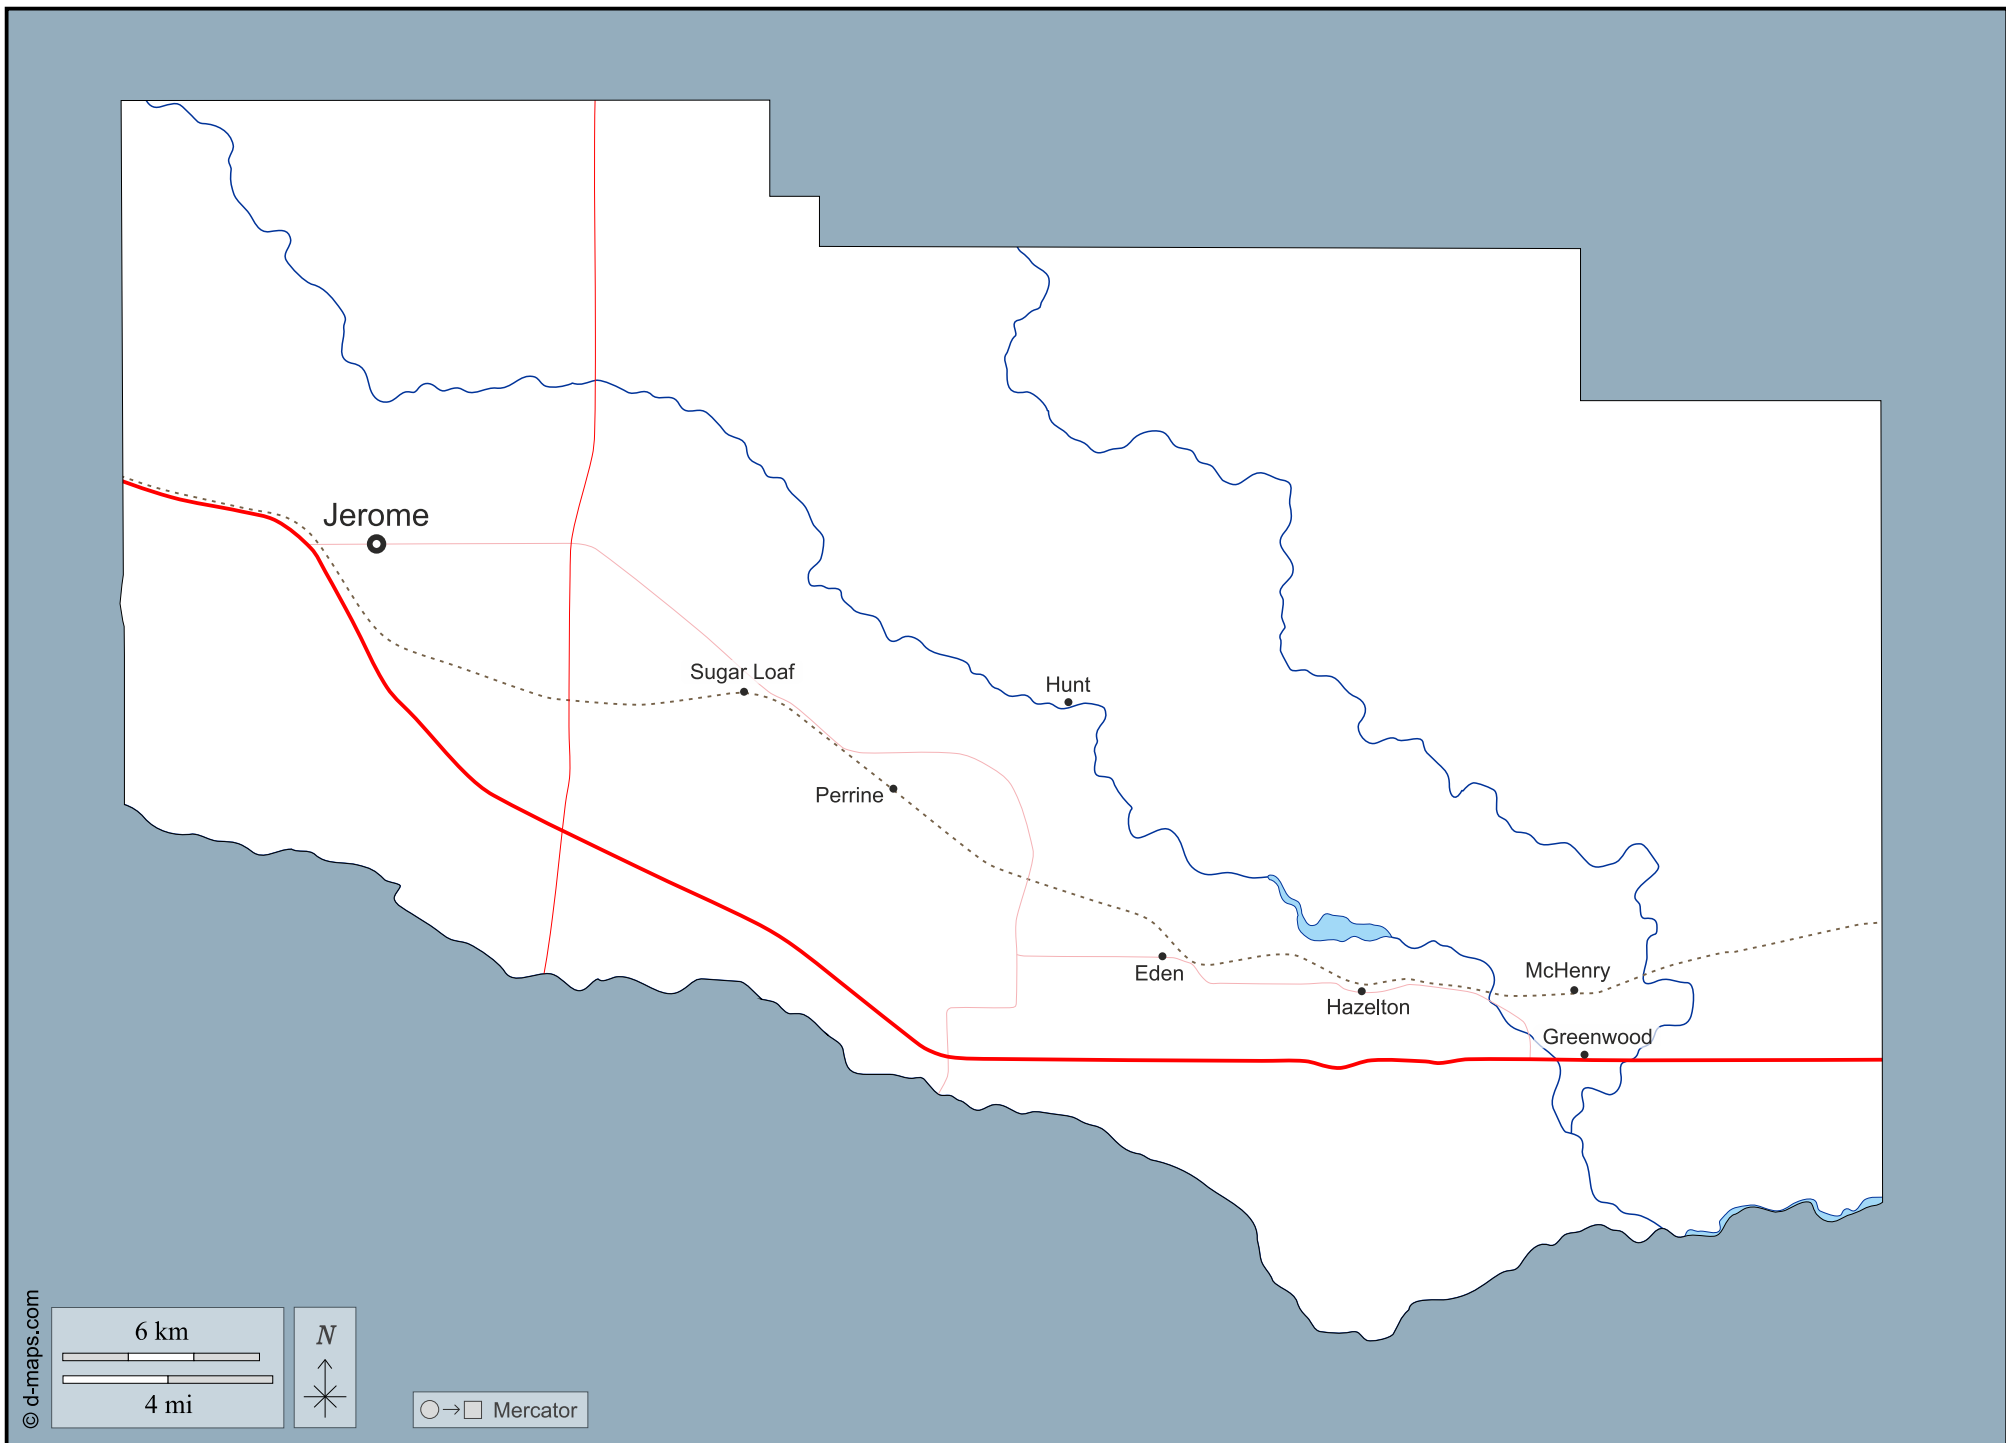 Jerome
Sugar Loaf
Hunt
Perrine
Eden
McHenry
Hazelton
Greenwood
© d-maps.com
6 km
4 mi
N
Mercator